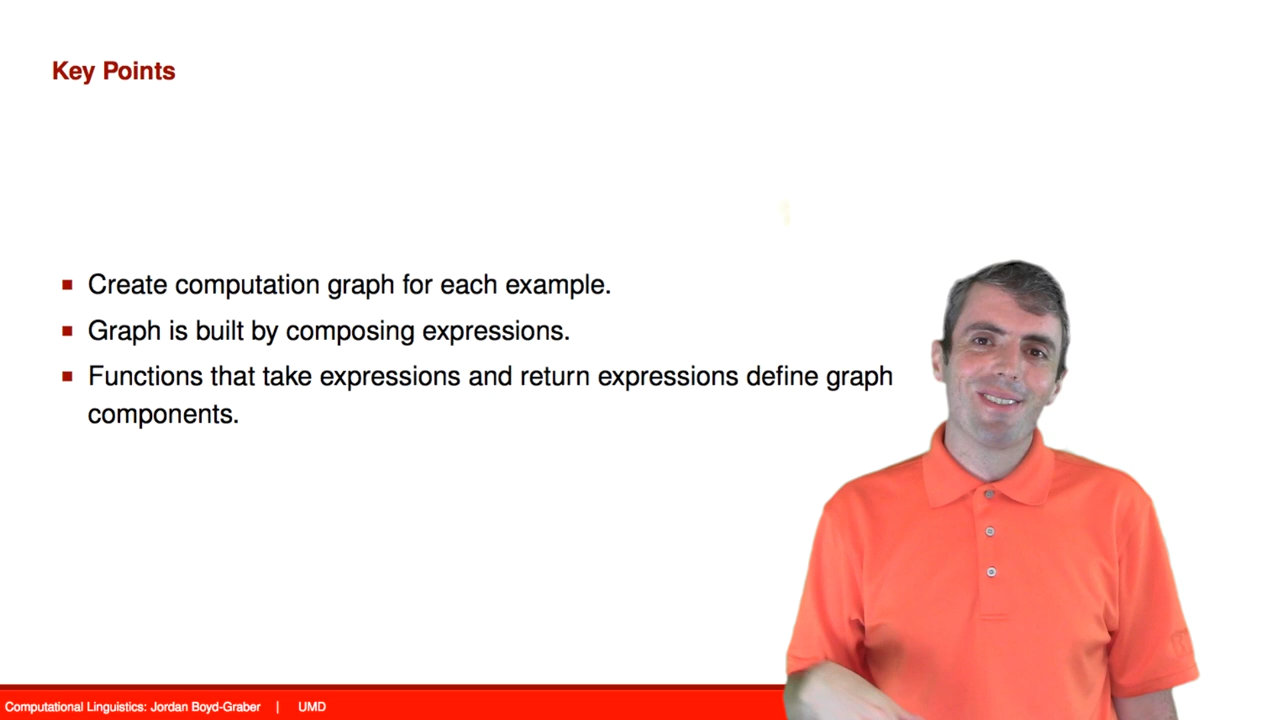 Key Points
Create computation graph for each example.
Graph is built by composing expressions.
Functions that take expressions and return expressions define graph
components.
Computational Linguistics: Jordan Boyd-Graber | UMD